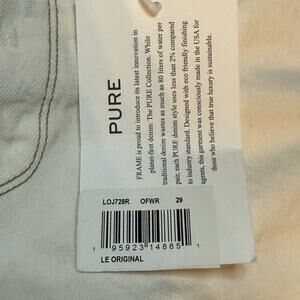 PURE
FRAME is proud to introduce its latest innovation in
planet-first denim: The PURE Collection. While
traditional denim wastes as much as 80 liters of water per
pair, each PURE denim style uses less than 2% compared
to industry standard. Designed with eco friendly finishing
agents, this garment was consciously made in the USA for
those who believe that true luxury is sustainable.
LOJ728R OFWR 29
1 95923 14885 1
LE ORIGINAL